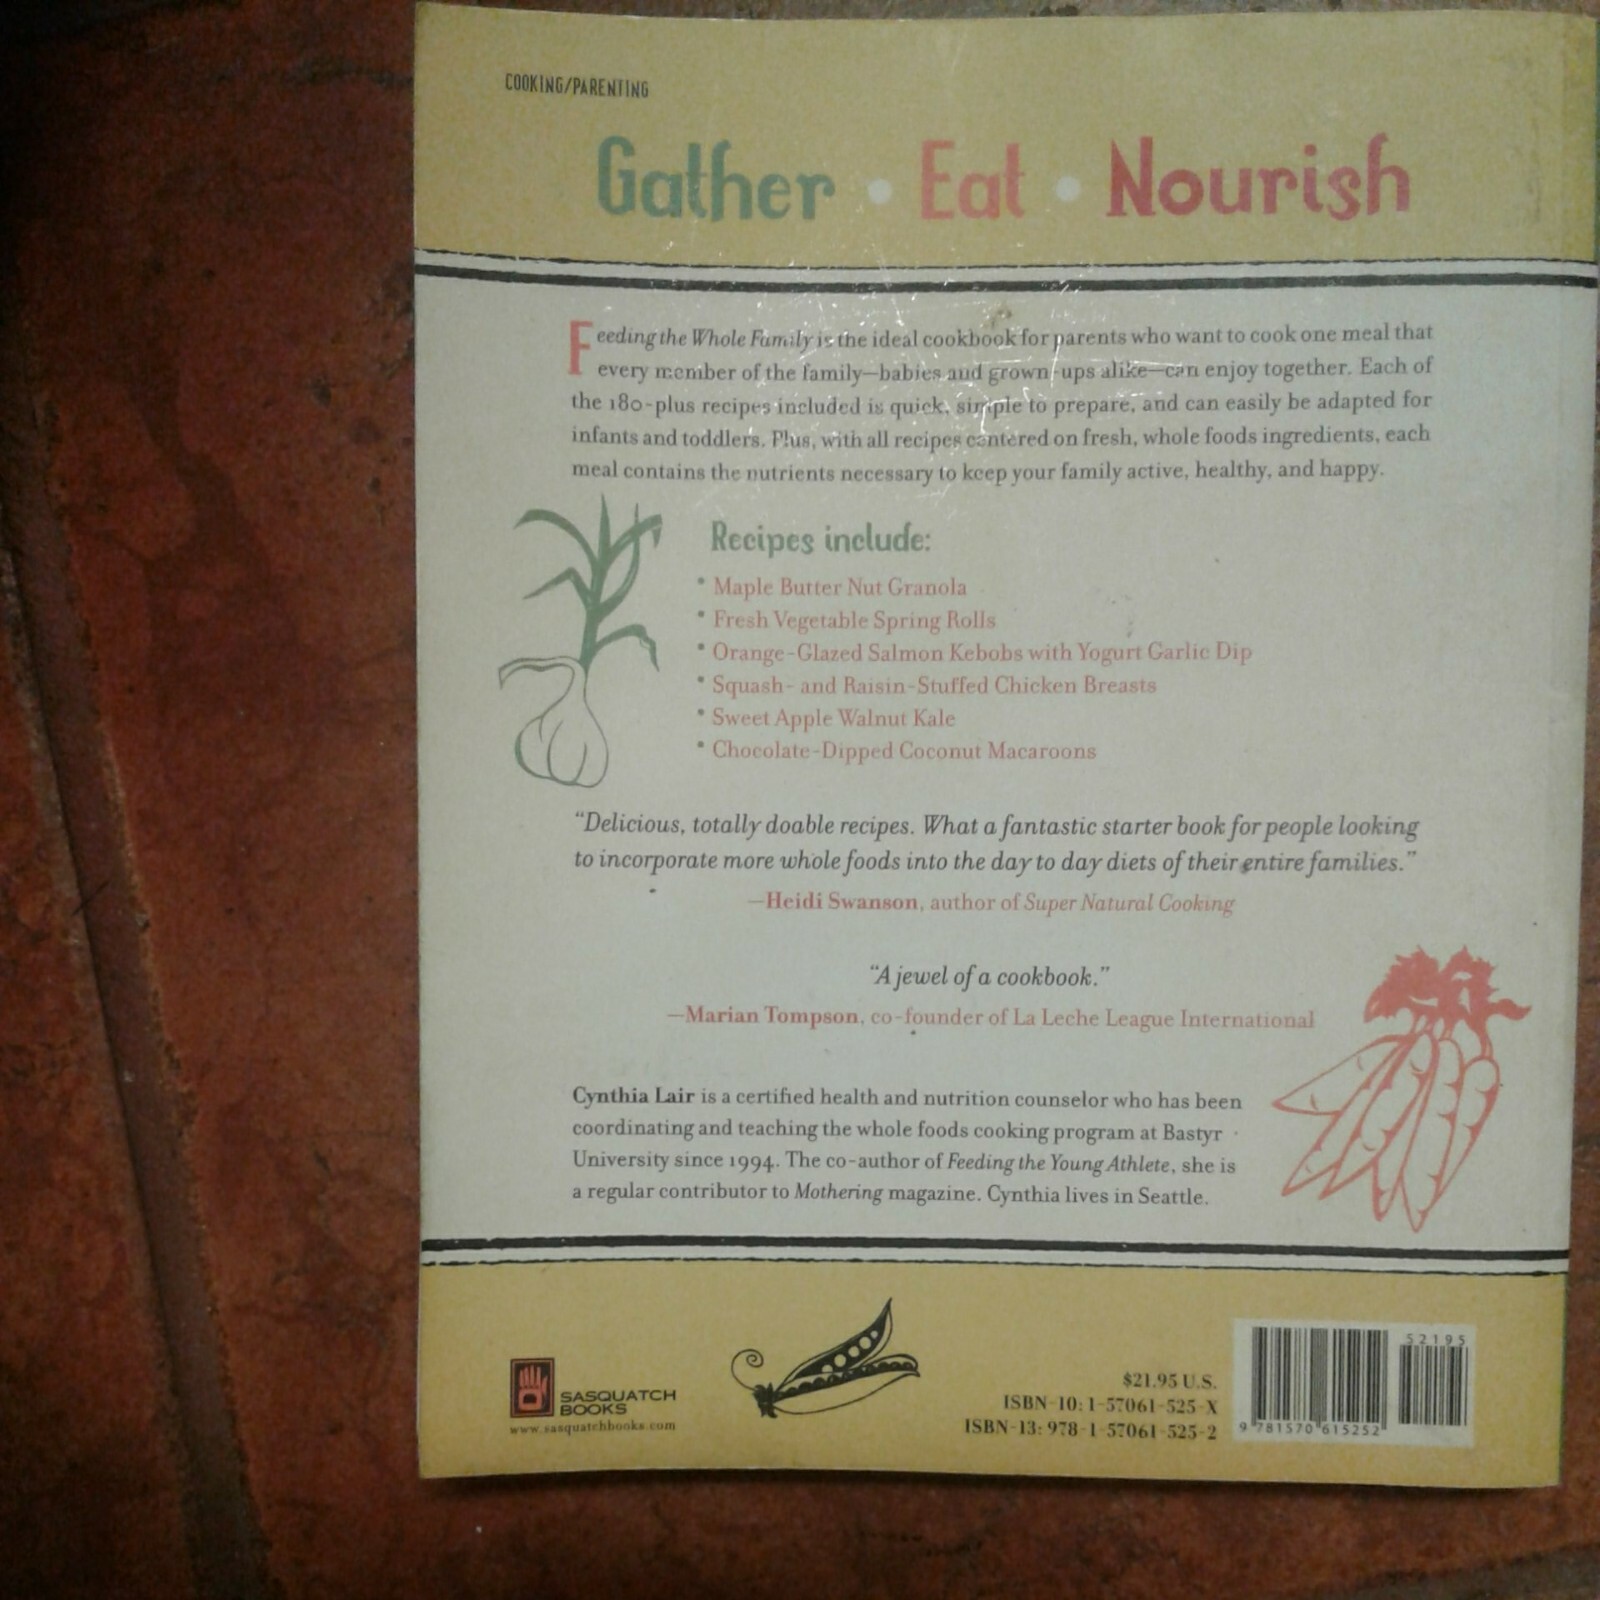 COOKING/PARENTING
Gather • Eat • Nourish
Feeding the Whole Family is the ideal cookbook for parents who want to cook one meal that
every member of the family—babies and grown-ups alike—can enjoy together. Each of
the 180-plus recipes included is quick, simple to prepare, and can easily be adapted for
infants and toddlers. Plus, with all recipes centered on fresh, whole foods ingredients, each
meal contains the nutrients necessary to keep your family active, healthy, and happy.
Recipes include:
• Maple Butter Nut Granola
• Fresh Vegetable Spring Rolls
• Orange-Glazed Salmon Kebobs with Yogurt Garlic Dip
• Squash- and Raisin-Stuffed Chicken Breasts
• Sweet Apple Walnut Kale
• Chocolate-Dipped Coconut Macaroons
“Delicious, totally doable recipes. What a fantastic starter book for people looking
to incorporate more whole foods into the day to day diets of their entire families.”
—Heidi Swanson, author of Super Natural Cooking
“A jewel of a cookbook.”
—Marian Tompson, co-founder of La Leche League International
Cynthia Lair is a certified health and nutrition counselor who has been
coordinating and teaching the whole foods cooking program at Bastyr
University since 1994. The co-author of Feeding the Young Athlete, she is
a regular contributor to Mothering magazine. Cynthia lives in Seattle.
SASQUATCH
BOOKS
www.sasquatchbooks.com
$21.95 U.S.
ISBN-10: 1-57061-525-X
ISBN-13: 978-1-57061-525-2
52195
9 781570 615252